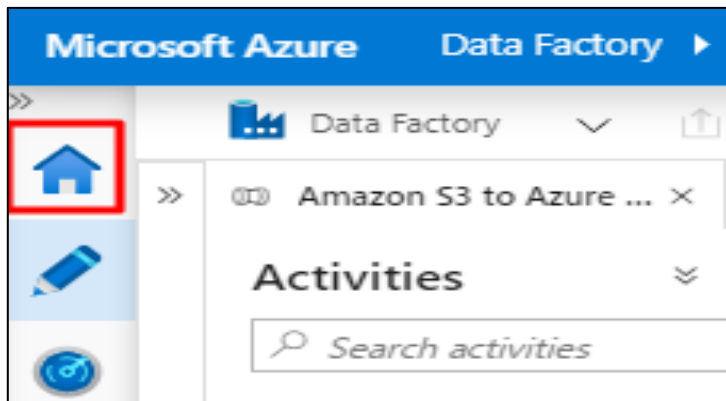 Microsoft Azure Data Factory
Data Factory
Amazon S3 to Azure ...
Activities
Search activities